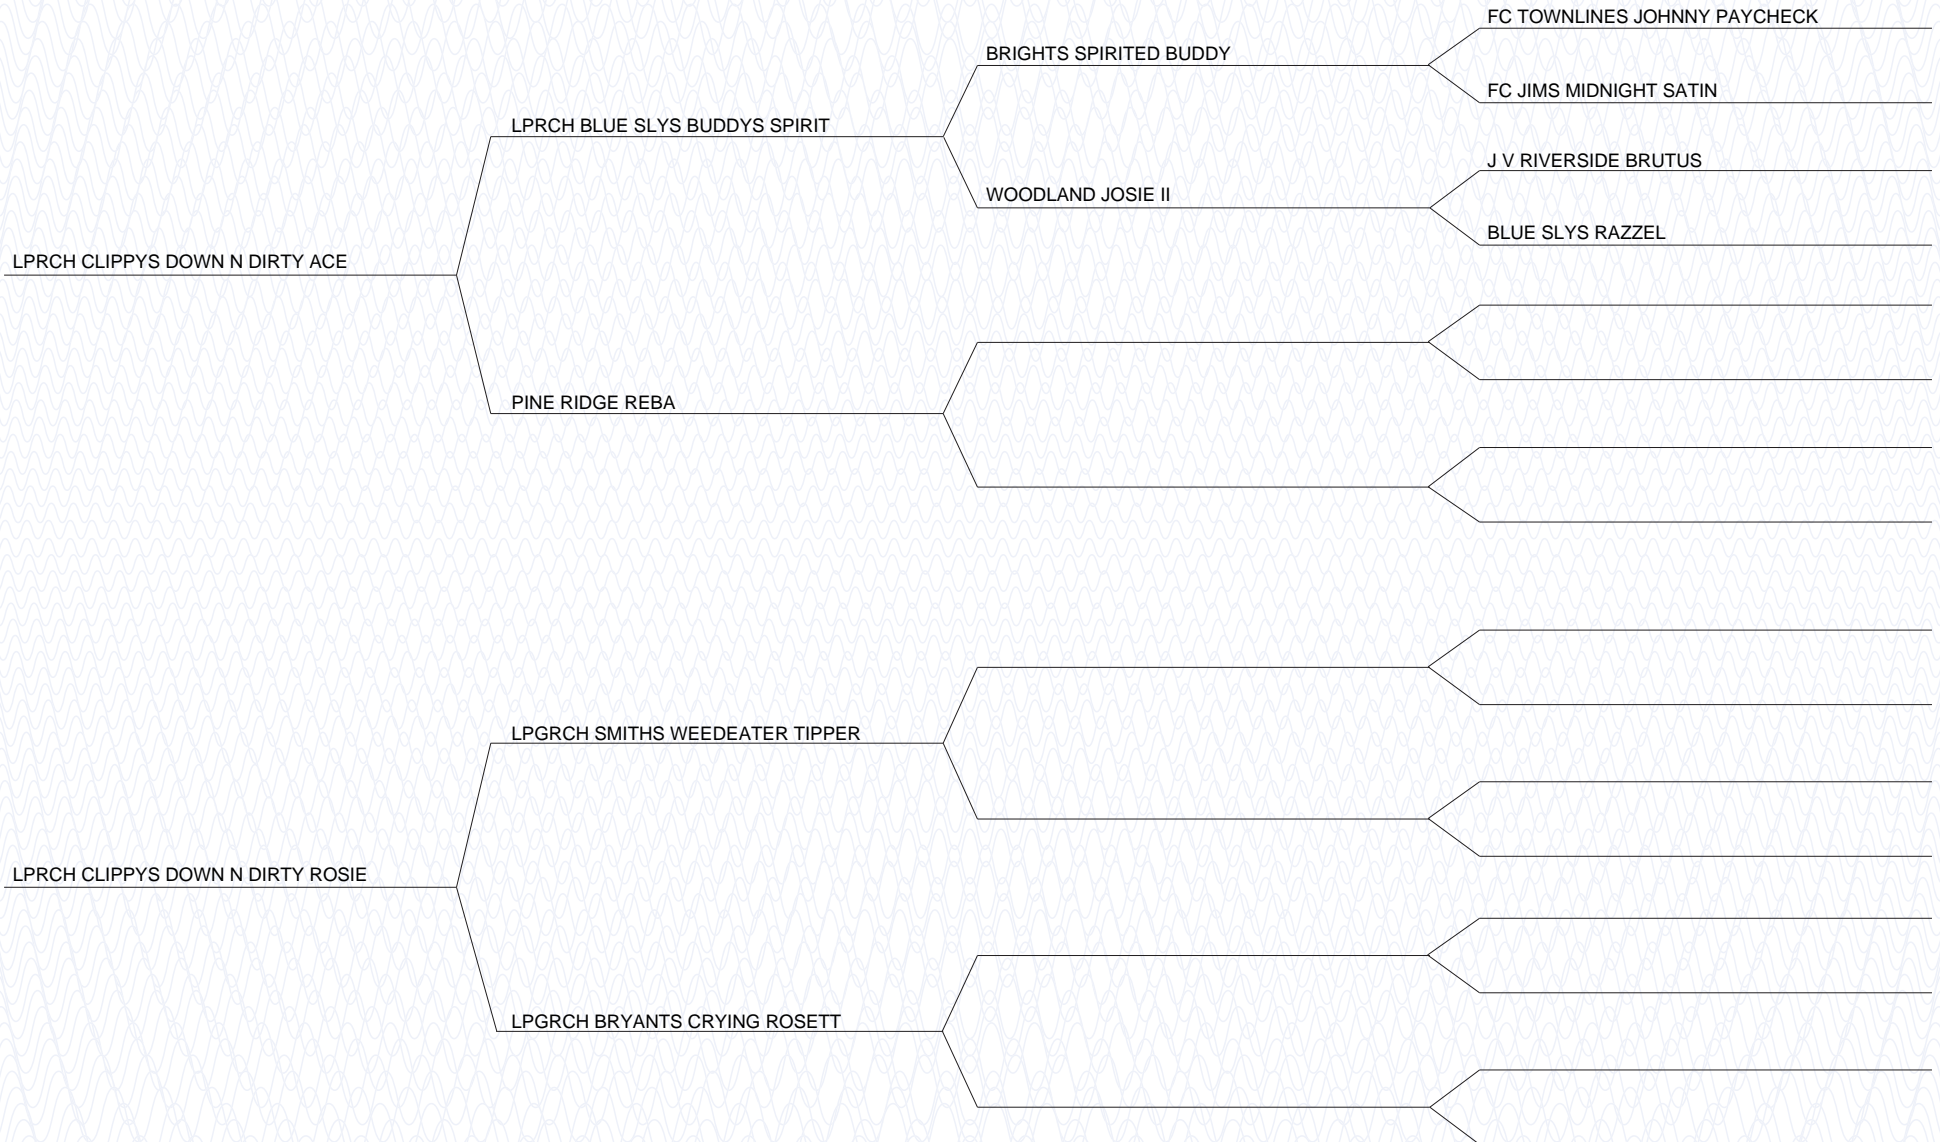 FC TOWNLINES JOHNNY PAYCHECK
BRIGHTS SPIRITED BUDDY
FC JIMS MIDNIGHT SATIN
LPRCH BLUE SLYS BUDDYS SPIRIT
J V RIVERSIDE BRUTUS
WOODLAND JOSIE II
BLUE SLYS RAZZEL
LPRCH CLIPPYS DOWN N DIRTY ACE
PINE RIDGE REBA
LPGRCH SMITHS WEEDEATER TIPPER
LPRCH CLIPPYS DOWN N DIRTY ROSIE
LPGRCH BRYANTS CRYING ROSETT